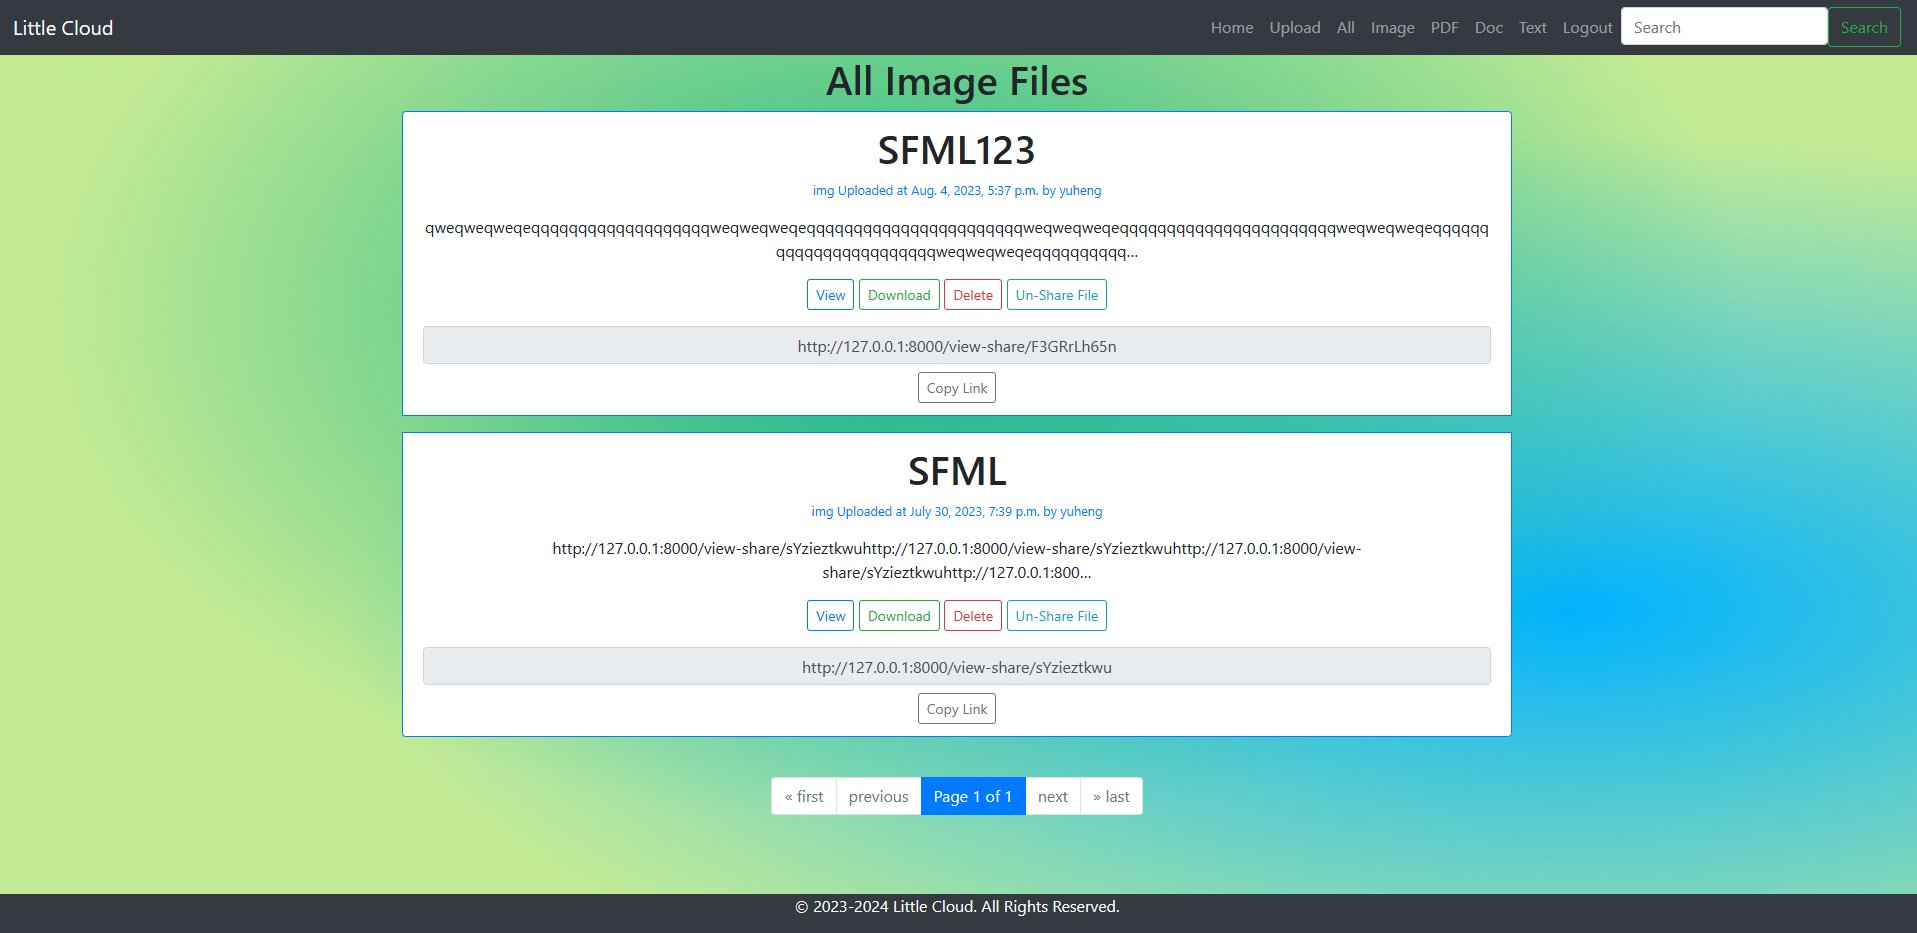 Little Cloud
Home Upload All Image PDF Doc Text Logout Search Search
All Image Files
SFML123
img Uploaded at Aug. 4, 2023, 5:37 p.m. by yuheng
qweqweqweqeqqqqqqqqqqqqqqqqqqqweqweqweqeqqqqqqqqqqqqqqqqqqqqqqqweqweqweqeqqqqqqqqqqqqqqqqqqqqqqqweqweqweqeqqqqqq
qqqqqqqqqqqqqqqqqweqweqweqeqqqqqqqqqq...
View Download Delete Un-Share File
http://127.0.0.1:8000/view-share/F3GRrLh65n
Copy Link
SFML
img Uploaded at July 30, 2023, 7:39 p.m. by yuheng
http://127.0.0.1:8000/view-share/sYzieztkwuhttp://127.0.0.1:8000/view-share/sYzieztkwuhttp://127.0.0.1:8000/view-
share/sYzieztkwuhttp://127.0.0.1:800...
View Download Delete Un-Share File
http://127.0.0.1:8000/view-share/sYzieztkwu
Copy Link
« first previous Page 1 of 1 next » last
© 2023-2024 Little Cloud. All Rights Reserved.